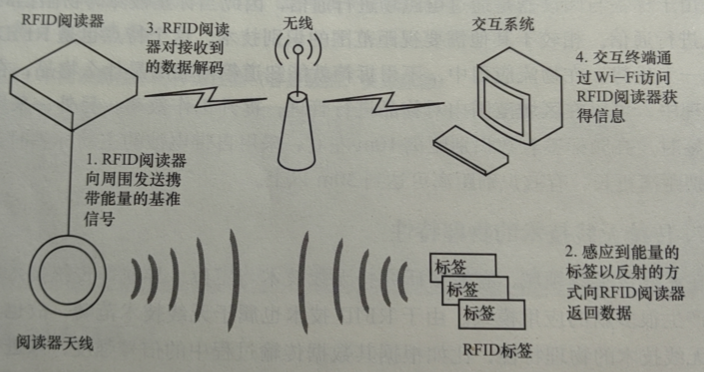 RFID阅读器
3. RFID阅读
器对接收到
的数据解码
无线
交互系统
4. 交互终端通
过Wi-Fi访问
RFID阅读器获
得信息
1. RFID阅读器
向周围发送携
带能量的基准
信号
标签
标签
标签
2. 感应到能量的
标签以反射的方
式向RFID阅读器
返回数据
阅读器天线
RFID标签